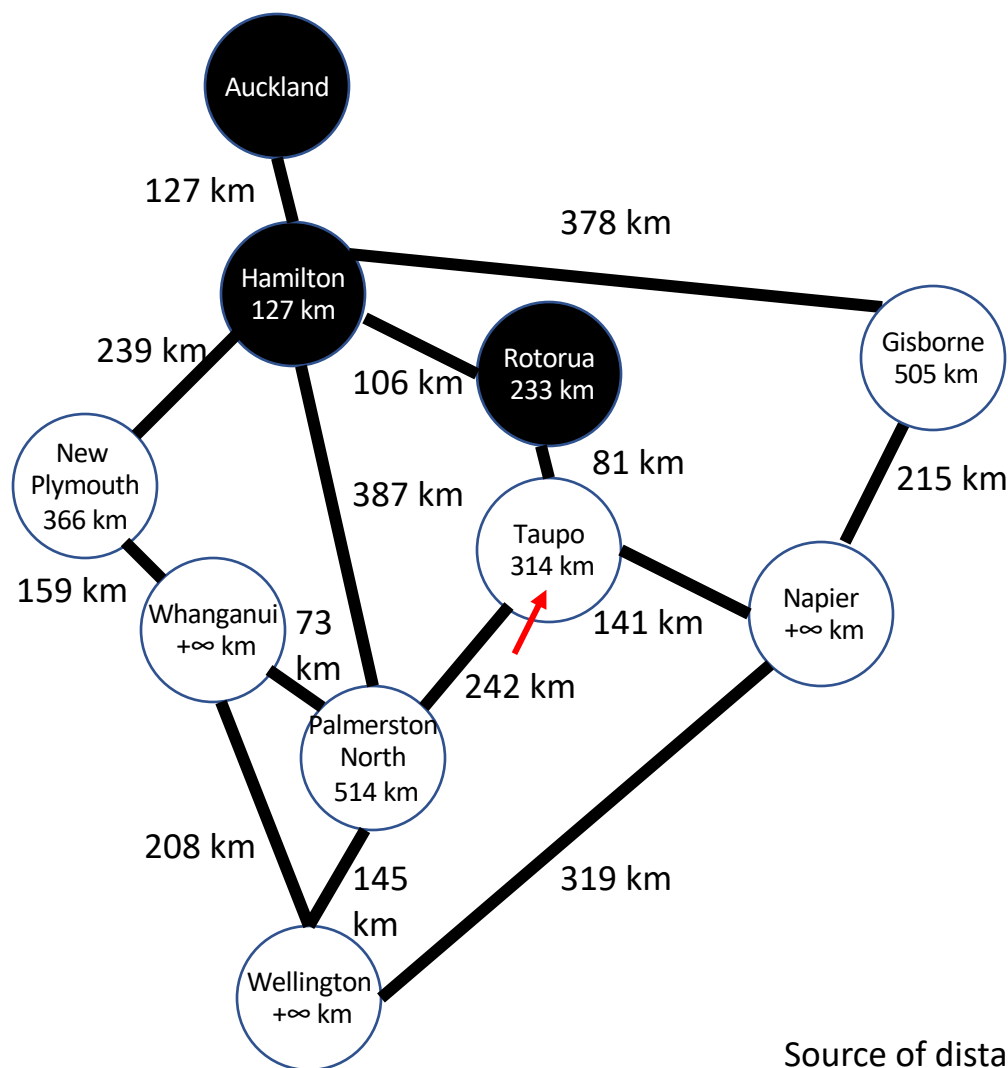 Auckland
127 km
378 km
Hamilton
127 km
239 km
106 km
Rotorua
233 km
Gisborne
505 km
New
Plymouth
366 km
387 km
81 km
215 km
Taupo
314 km
159 km
Whanganui
+∞ km
73
km
141 km
Napier
+∞ km
242 km
Palmerston
North
514 km
208 km
145
km
319 km
Wellington
+∞ km
Source of dista